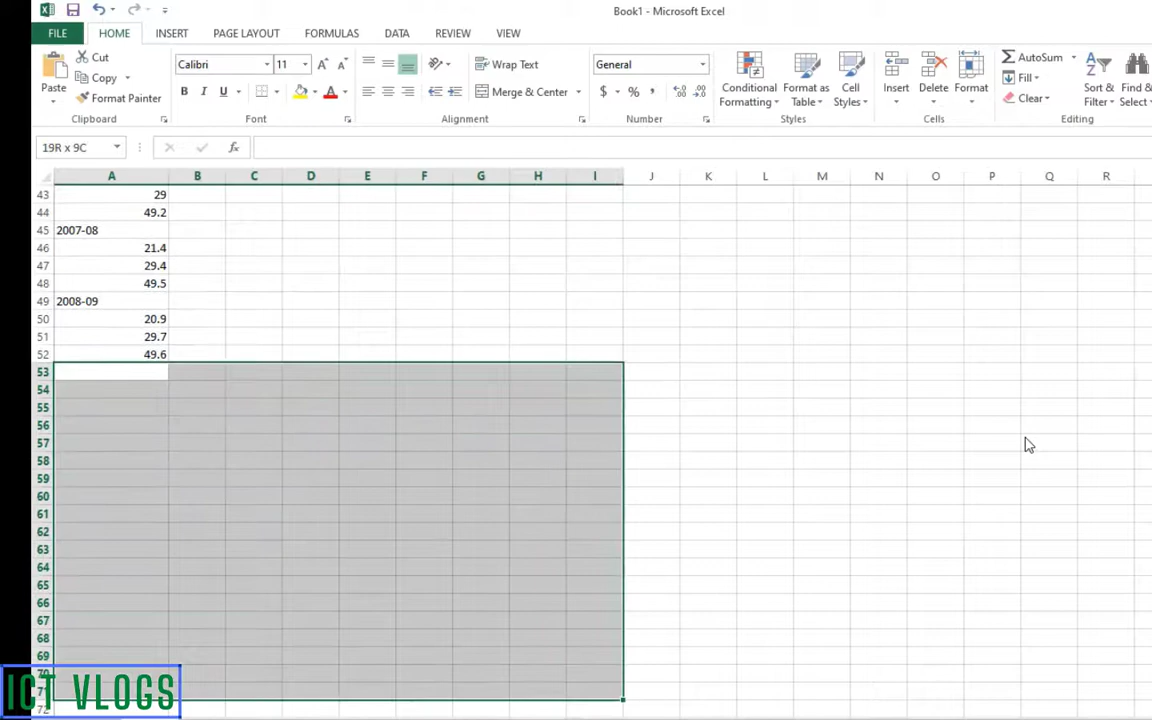 Book1 - Microsoft Excel
FILE HOME INSERT PAGE LAYOUT FORMULAS DATA REVIEW VIEW
Cut
Copy
Format Painter
Paste
Clipboard
Calibri 11
B I U
Font
Wrap Text
Merge & Center
Alignment
General
$ % ,
Number
Conditional Formatting
Format as Table
Cell Styles
Styles
Insert
Delete
Format
Cells
AutoSum
Fill
Clear
Sort & Filter
Find & Select
Editing
19R x 9C fx
A B C D E F G H I J K L M N O P Q R
43 29
44 49.2
45 2007-08
46 21.4
47 29.4
48 49.5
49 2008-09
50 20.9
51 29.7
52 49.6
53
54
55
56
57
58
59
60
61
62
63
64
65
66
67
68
69
70
71
72
ICT VLOGS